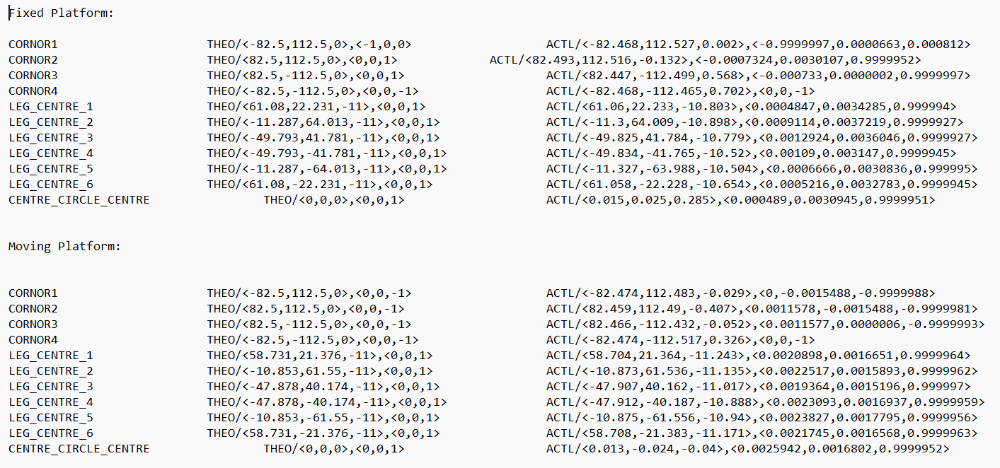 Fixed Platform:
CORNOR1 THEO/<-82.5,112.5,0>,<-1,0,0> ACTL/<-82.468,112.527,0.002>,<-0.9999997,0.0000663,0.000812>
CORNOR2 THEO/<82.5,112.5,0>,<0,0,1> ACTL/<82.493,112.516,-0.132>,<-0.0007324,0.0030107,0.9999952>
CORNOR3 THEO/<82.5,-112.5,0>,<0,0,1> ACTL/<82.447,-112.499,0.568>,<-0.000733,0.0000002,0.9999997>
CORNOR4 THEO/<-82.5,-112.5,0>,<0,0,-1> ACTL/<-82.468,-112.465,0.702>,<0,0,-1>
LEG_CENTRE_1 THEO/<61.08,22.231,-11>,<0,0,1> ACTL/<61.06,22.233,-10.803>,<0.0004847,0.0034285,0.999994>
LEG_CENTRE_2 THEO/<-11.287,64.013,-11>,<0,0,1> ACTL/<-11.3,64.009,-10.898>,<0.0009114,0.0037219,0.9999927>
LEG_CENTRE_3 THEO/<-49.793,41.781,-11>,<0,0,1> ACTL/<-49.825,41.784,-10.779>,<0.0012924,0.0036046,0.9999927>
LEG_CENTRE_4 THEO/<-49.793,-41.781,-11>,<0,0,1> ACTL/<-49.834,-41.765,-10.52>,<0.00109,0.003147,0.9999945>
LEG_CENTRE_5 THEO/<-11.287,-64.013,-11>,<0,0,1> ACTL/<-11.327,-63.988,-10.504>,<0.0006666,0.0030836,0.999995>
LEG_CENTRE_6 THEO/<61.08,-22.231,-11>,<0,0,1> ACTL/<61.058,-22.228,-10.654>,<0.0005216,0.0032783,0.9999945>
CENTRE_CIRCLE_CENTRE THEO/<0,0,0>,<0,0,1> ACTL/<0.015,0.025,0.285>,<0.000489,0.0030945,0.9999951>
Moving Platform:
CORNOR1 THEO/<-82.5,112.5,0>,<0,0,-1> ACTL/<-82.474,112.483,-0.029>,<0,-0.0015488,-0.9999988>
CORNOR2 THEO/<82.5,112.5,0>,<0,0,-1> ACTL/<82.459,112.49,-0.407>,<0.0011578,-0.0015488,-0.9999981>
CORNOR3 THEO/<82.5,-112.5,0>,<0,0,-1> ACTL/<82.466,-112.432,-0.052>,<0.0011577,0.0000006,-0.9999993>
CORNOR4 THEO/<-82.5,-112.5,0>,<0,0,-1> ACTL/<-82.474,-112.517,0.326>,<0,0,-1>
LEG_CENTRE_1 THEO/<58.731,21.376,-11>,<0,0,1> ACTL/<58.704,21.364,-11.243>,<0.0020898,0.0016651,0.9999964>
LEG_CENTRE_2 THEO/<-10.853,61.55,-11>,<0,0,1> ACTL/<-10.873,61.536,-11.135>,<0.0022517,0.0015893,0.9999962>
LEG_CENTRE_3 THEO/<-47.878,40.174,-11>,<0,0,1> ACTL/<-47.907,40.162,-11.017>,<0.0019364,0.0015196,0.999997>
LEG_CENTRE_4 THEO/<-47.878,-40.174,-11>,<0,0,1> ACTL/<-47.912,-40.187,-10.888>,<0.0023093,0.0016937,0.9999959>
LEG_CENTRE_5 THEO/<-10.853,-61.55,-11>,<0,0,1> ACTL/<-10.875,-61.556,-10.94>,<0.0023827,0.0017795,0.9999956>
LEG_CENTRE_6 THEO/<58.731,-21.376,-11>,<0,0,1> ACTL/<58.708,-21.383,-11.171>,<0.0021745,0.0016568,0.9999963>
CENTRE_CIRCLE_CENTRE THEO/<0,0,0>,<0,0,1> ACTL/<0.013,-0.024,-0.04>,<0.0025942,0.0016802,0.9999952>